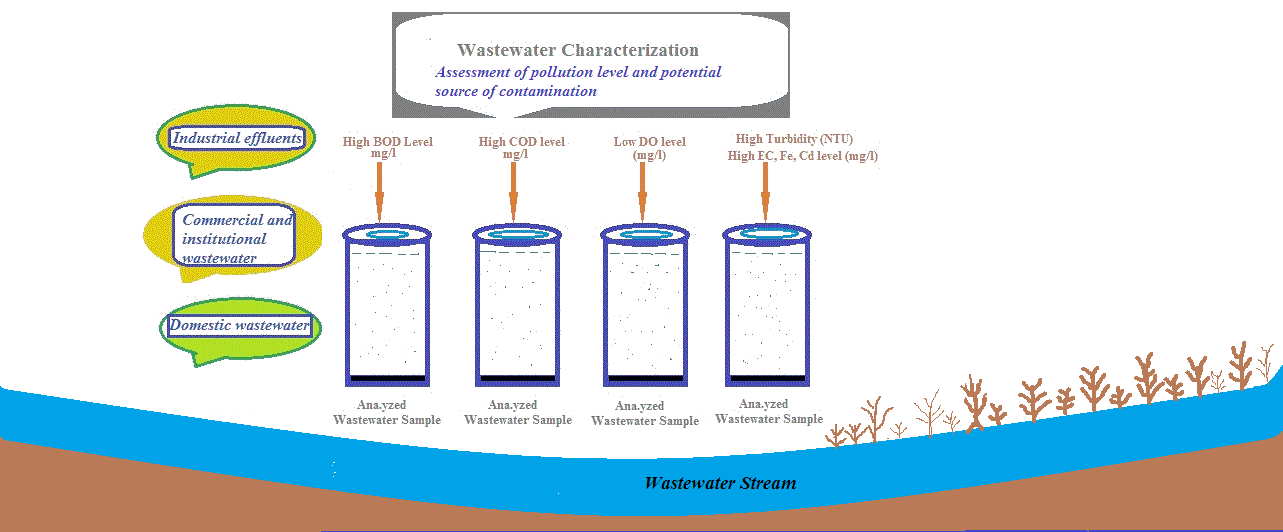 Wastewater Characterization
Assessment of pollution level and potential
source of contamination
Industrial effluents
Commercial and
institutional
wastewater
Domestic wastewater
High BOD Level
mg/l
High COD level
mg/l
Low DO level
(mg/l)
High Turbidity (NTU)
High EC, Fe, Cd level (mg/l)
Ana.yzed
Wastewater Sample
Ana.yzed
Wastewater Sample
Ana.yzed
Wastewater Sample
Ana.yzed
Wastewater Sample
Wastewater Stream